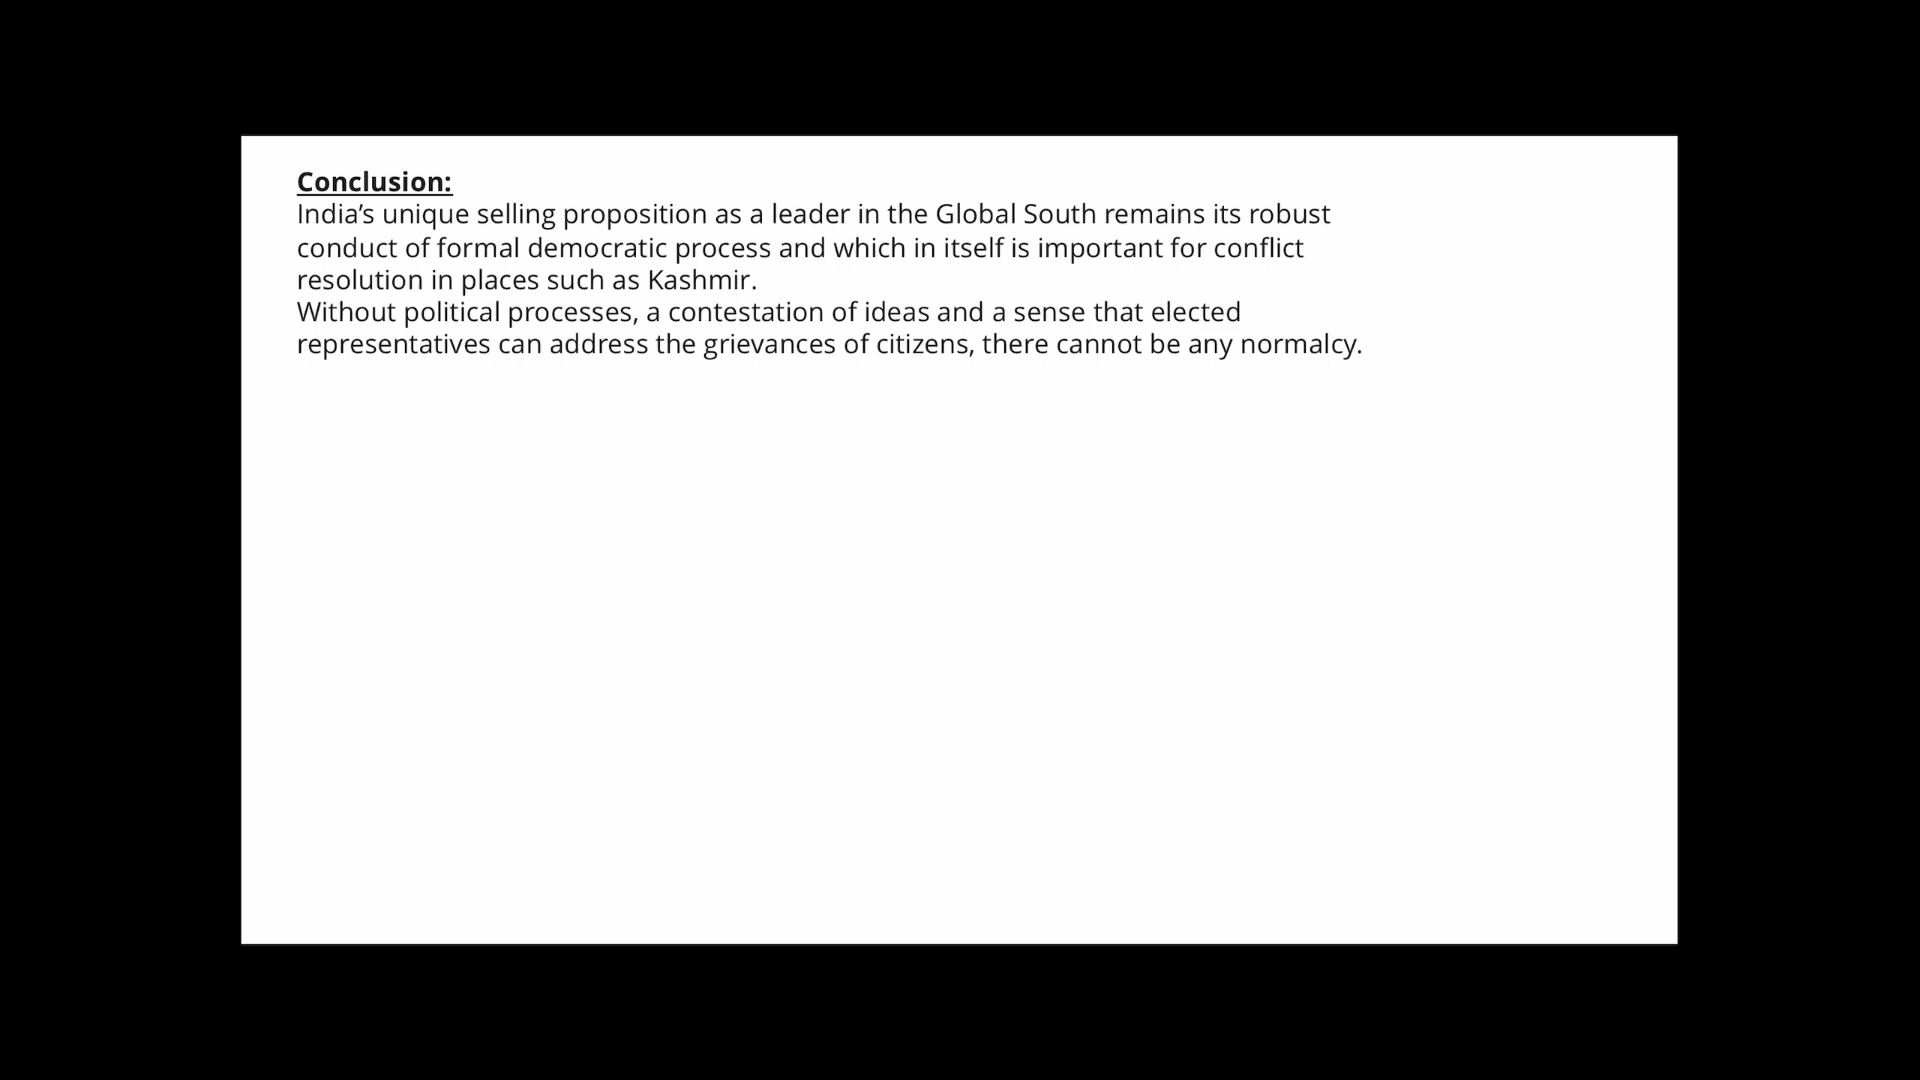 Conclusion:
India’s unique selling proposition as a leader in the Global South remains its robust
conduct of formal democratic process and which in itself is important for conflict
resolution in places such as Kashmir.
Without political processes, a contestation of ideas and a sense that elected
representatives can address the grievances of citizens, there cannot be any normalcy.